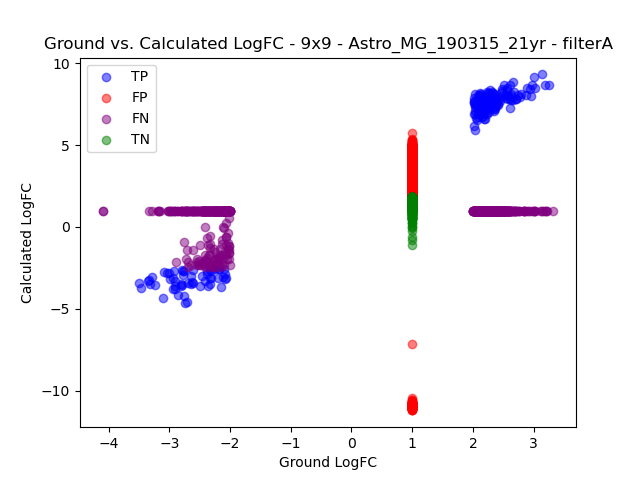 Ground vs. Calculated LogFC - 9x9 - Astro_MG_190315_21yr - filterA
TP
FP
FN
TN
10
5
0
−5
−10
Calculated LogFC
−4
−3
−2
−1
0
1
2
3
Ground LogFC